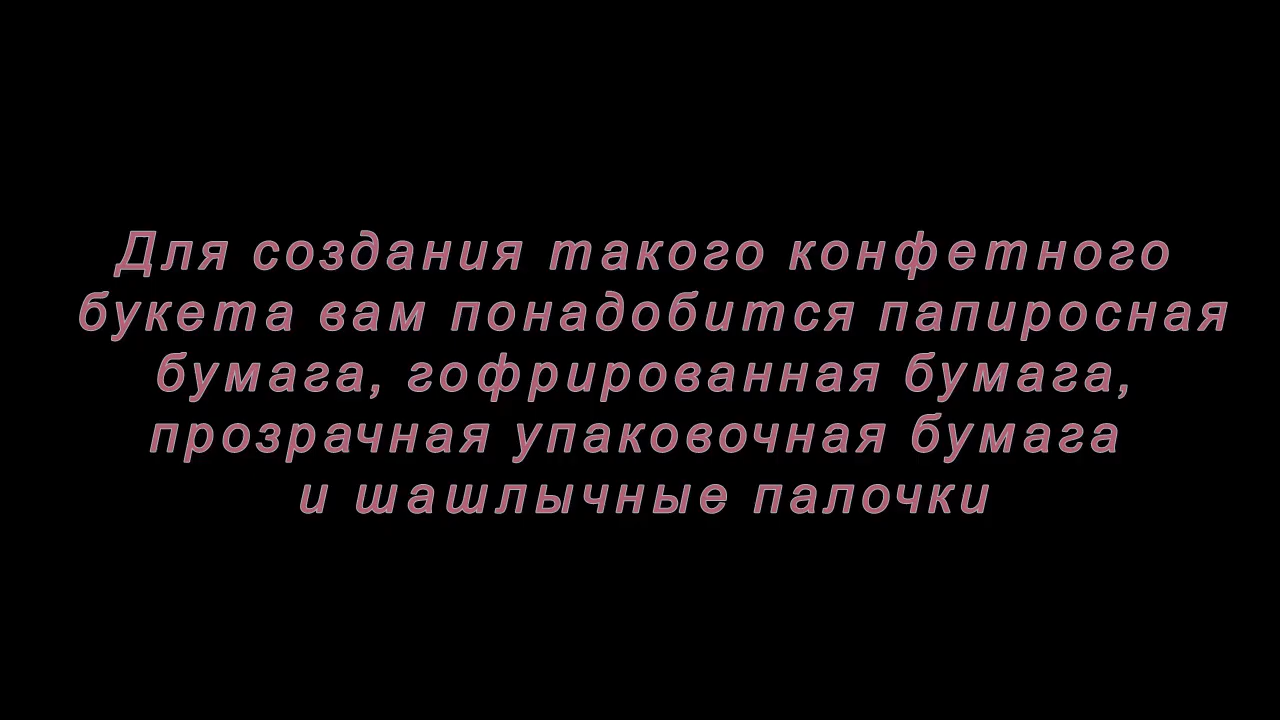 Для создания такого конфетного
букета вам понадобится папиросная
бумага, гофрированная бумага,
прозрачная упаковочная бумага
и шашлычные палочки